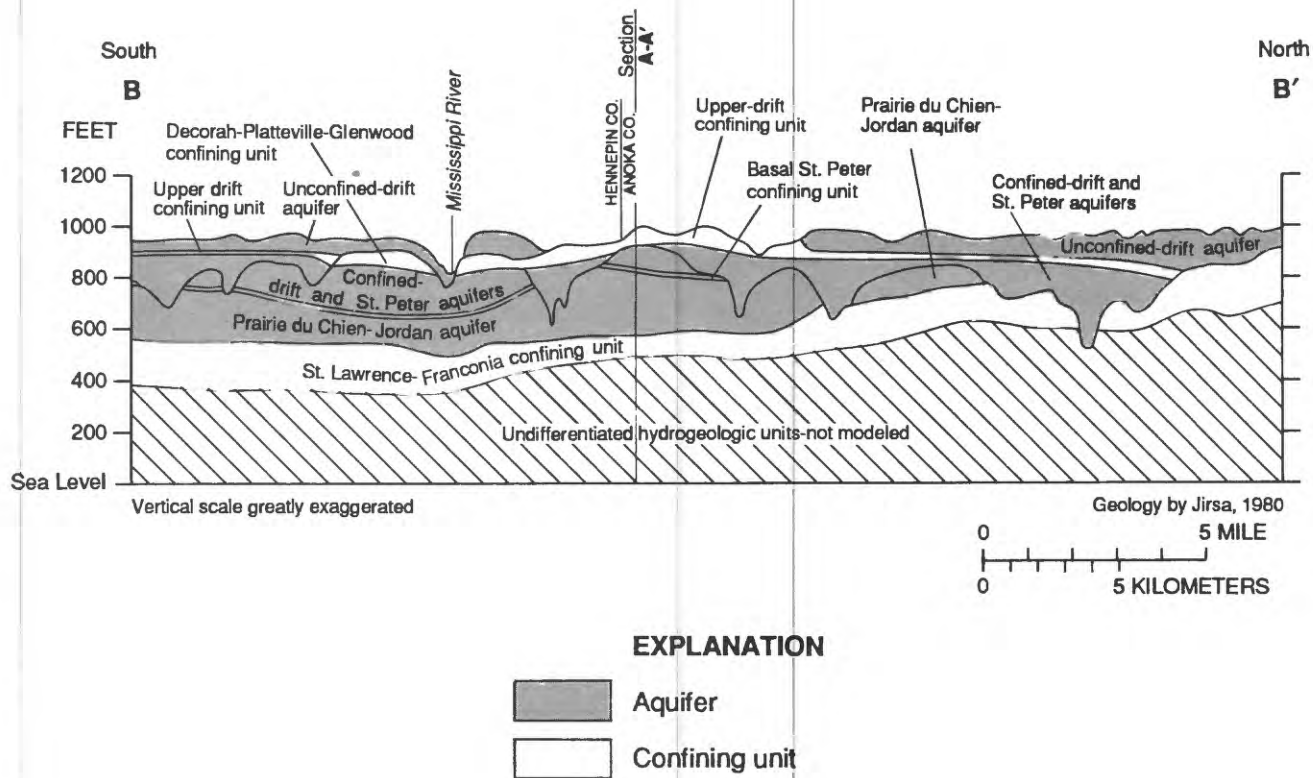 South
B
North
B′
FEET
Decorah-Platteville-Glenwood
confining unit
Mississippi River
Section
A-A′
HENNEPIN CO.
ANOKA CO.
Upper-drift
confining unit
Prairie du Chien-
Jordan aquifer
Upper drift
confining unit
Unconfined-drift
aquifer
Basal St. Peter
confining unit
Confined-drift and
St. Peter aquifers
1200
1000
800
600
400
200
Sea Level
Unconfined-drift aquifer
Confined-
drift and St. Peter aquifers
Prairie du Chien-Jordan aquifer
St. Lawrence-Franconia confining unit
Undifferentiated hydrogeologic units-not modeled
Vertical scale greatly exaggerated
Geology by Jirsa, 1980
0 5 MILE
0 5 KILOMETERS
EXPLANATION
Aquifer
Confining unit